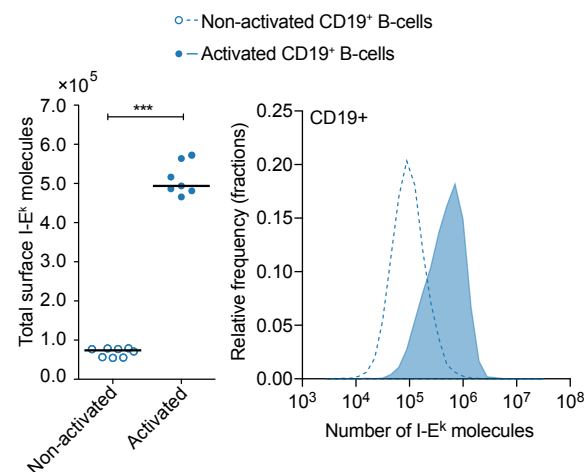 Non-activated CD19⁺ B-cells
Activated CD19⁺ B-cells
×10⁵
7.0
6.0
5.0
4.0
3.0
2.0
1.0
0.0
Total surface I-Eᵏ molecules
***
Non-activated
Activated
CD19+
0.25
0.20
0.15
0.10
0.05
0.00
Relative frequency (fractions)
10³ 10⁴ 10⁵ 10⁶ 10⁷ 10⁸
Number of I-Eᵏ molecules